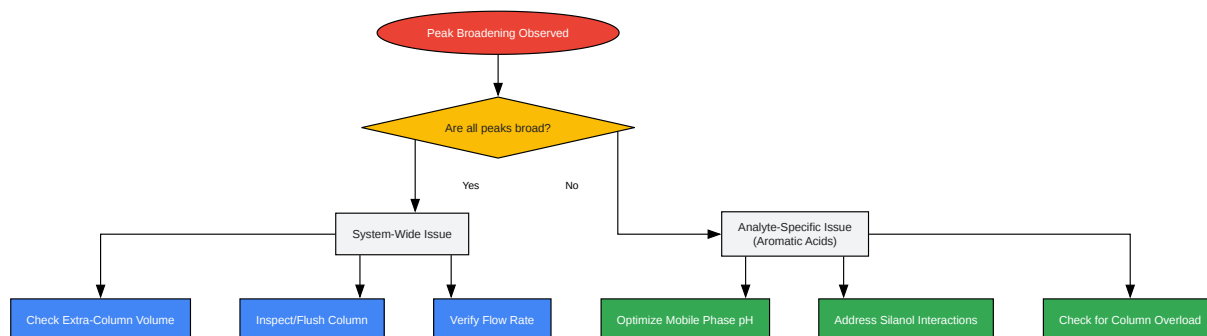 Peak Broadening Observed
Are all peaks broad?
Yes
No
System-Wide Issue
Analyte-Specific Issue
(Aromatic Acids)
Check Extra-Column Volume
Inspect/Flush Column
Verify Flow Rate
Optimize Mobile Phase pH
Address Silanol Interactions
Check for Column Overload